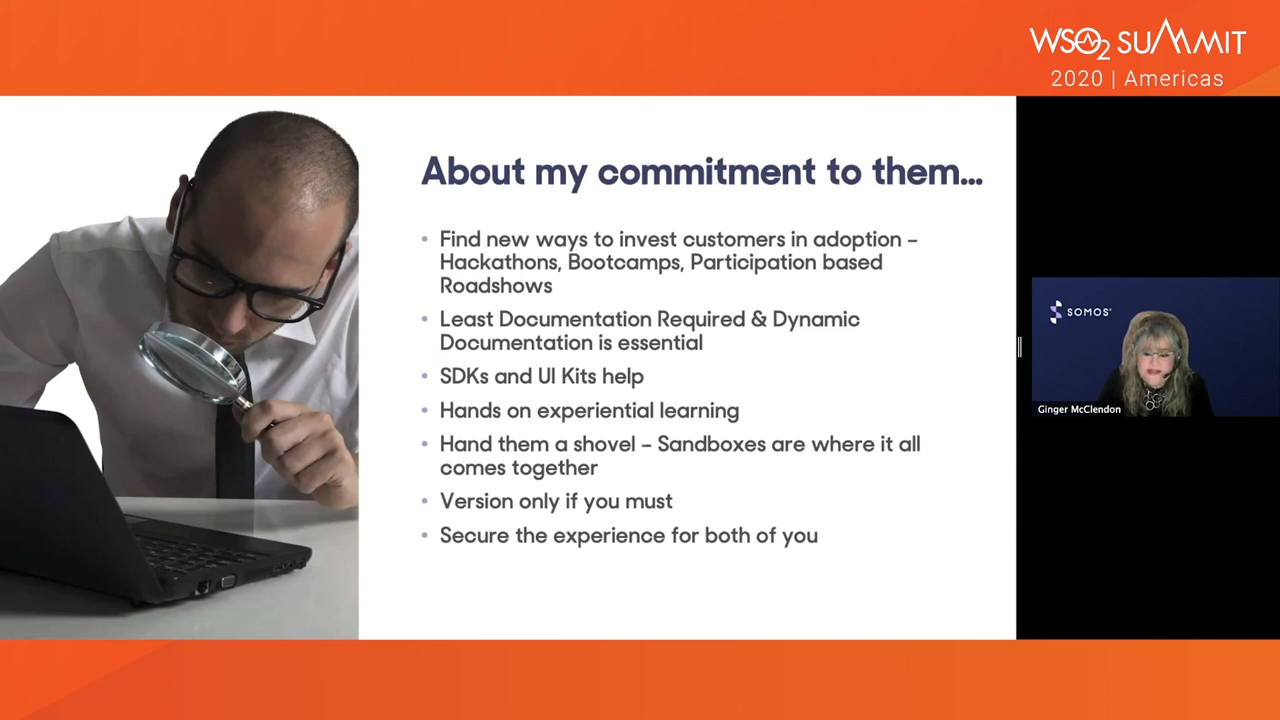 WSO2 SUMMIT
2020 | Americas
About my commitment to them...
• Find new ways to invest customers in adoption –
Hackathons, Bootcamps, Participation based
Roadshows
• Least Documentation Required & Dynamic
Documentation is essential
• SDKs and UI Kits help
• Hands on experiential learning
• Hand them a shovel – Sandboxes are where it all
comes together
• Version only if you must
• Secure the experience for both of you
SOMOS
Ginger McClendon